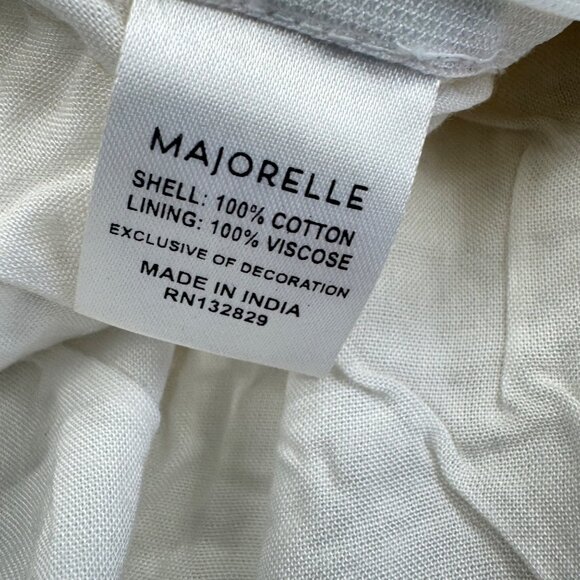 MAJORELLE
SHELL: 100% COTTON
LINING: 100% VISCOSE
EXCLUSIVE OF DECORATION
MADE IN INDIA
RN132829